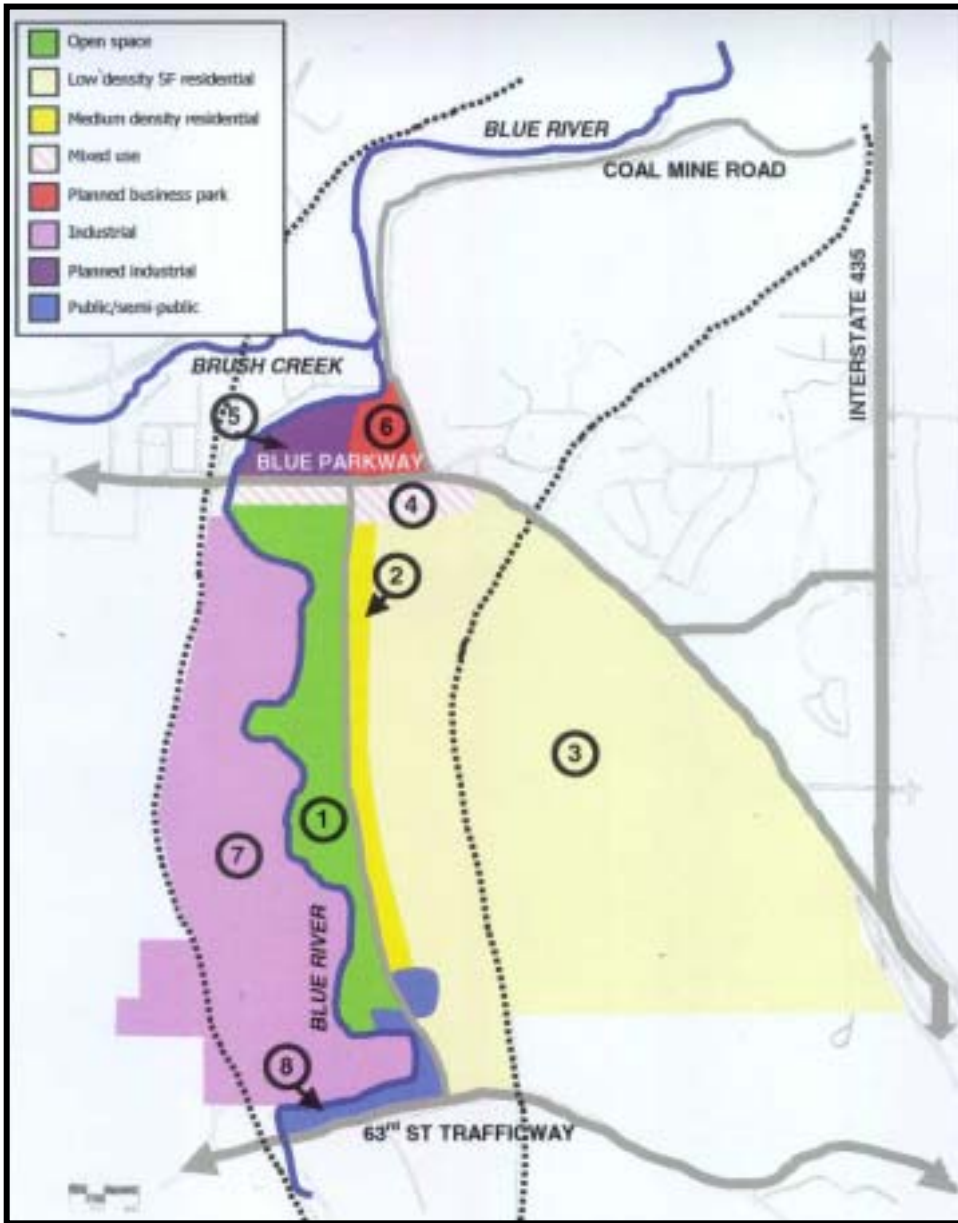 Open space
Low density SF residential
Medium density residential
Mixed use
Planned business park
Industrial
Planned industrial
Public/semi-public
BLUE RIVER
COAL MINE ROAD
INTERSTATE 435
BRUSH CREEK
5
6
BLUE PARKWAY
4
2
3
1
7
BLUE RIVER
8
63rd ST TRAFFICWAY